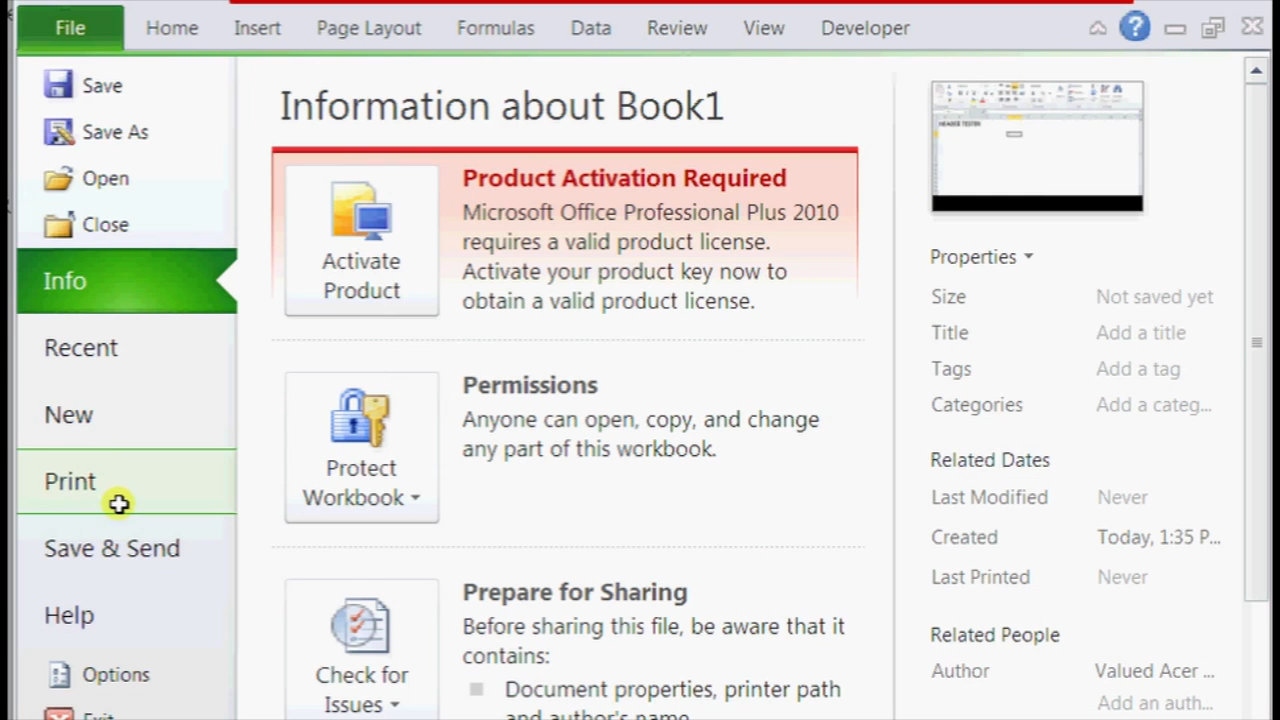 File Home Insert Page Layout Formulas Data Review View Developer
Save
Save As
Open
Close
Info
Recent
New
Print
Save & Send
Help
Options
Exit
Information about Book1
Activate
Product
Product Activation Required
Microsoft Office Professional Plus 2010
requires a valid product license.
Activate your product key now to
obtain a valid product license.
Protect
Workbook
Permissions
Anyone can open, copy, and change
any part of this workbook.
Check for
Issues
Prepare for Sharing
Before sharing this file, be aware that it
contains:
Document properties, printer path
and author's name
Properties
Size Not saved yet
Title Add a title
Tags Add a tag
Categories Add a categ...
Related Dates
Last Modified Never
Created Today, 1:35 P...
Last Printed Never
Related People
Author Valued Acer ...
Add an auth...